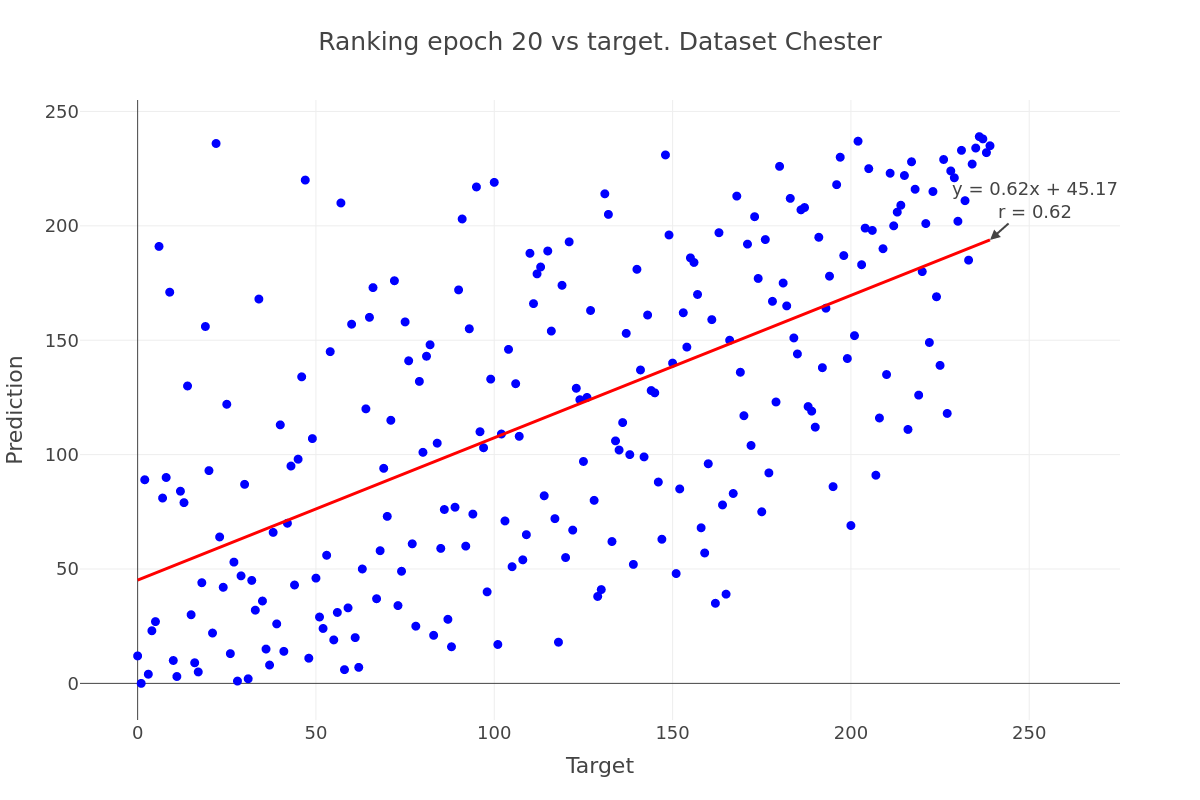 Ranking epoch 20 vs target. Dataset Chester
250
200
150
100
50
0
Prediction
y = 0.62x + 45.17
r = 0.62
0 50 100 150 200 250
Target